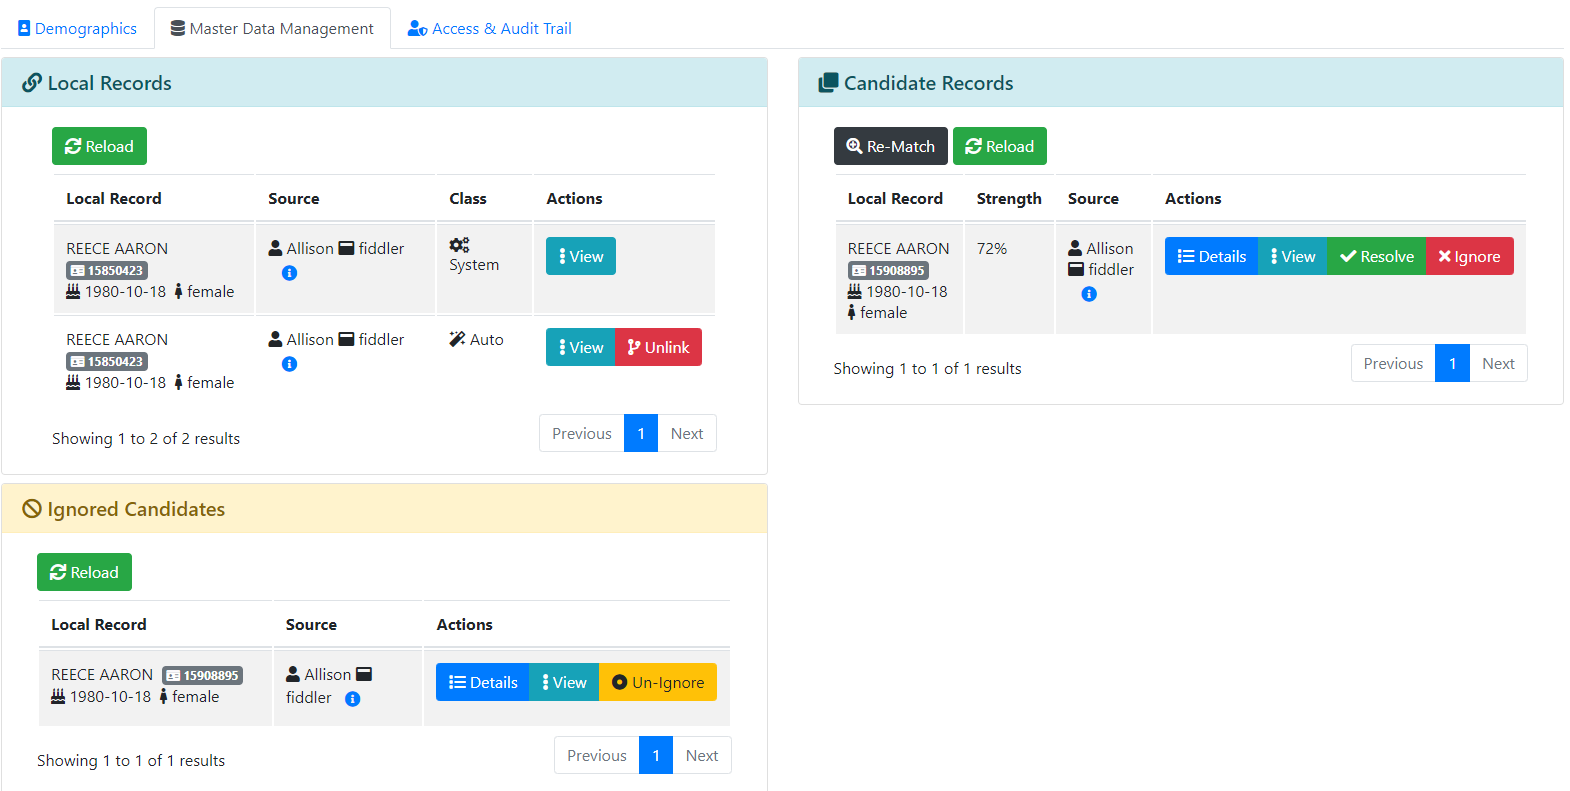 Demographics Master Data Management Access & Audit Trail
Local Records
Reload
Local Record Source Class Actions
REECE AARON Allison fiddler System View
15850423
1980-10-18 female
REECE AARON Allison fiddler Auto View Unlink
15850423
1980-10-18 female
Showing 1 to 2 of 2 results Previous 1 Next
Candidate Records
Re-Match Reload
Local Record Strength Source Actions
REECE AARON 72% Allison Details View Resolve Ignore
15908895 fiddler
1980-10-18
female
Showing 1 to 1 of 1 results Previous 1 Next
Ignored Candidates
Reload
Local Record Source Actions
REECE AARON 15908895 Allison Details View Un-Ignore
1980-10-18 female fiddler
Showing 1 to 1 of 1 results Previous 1 Next